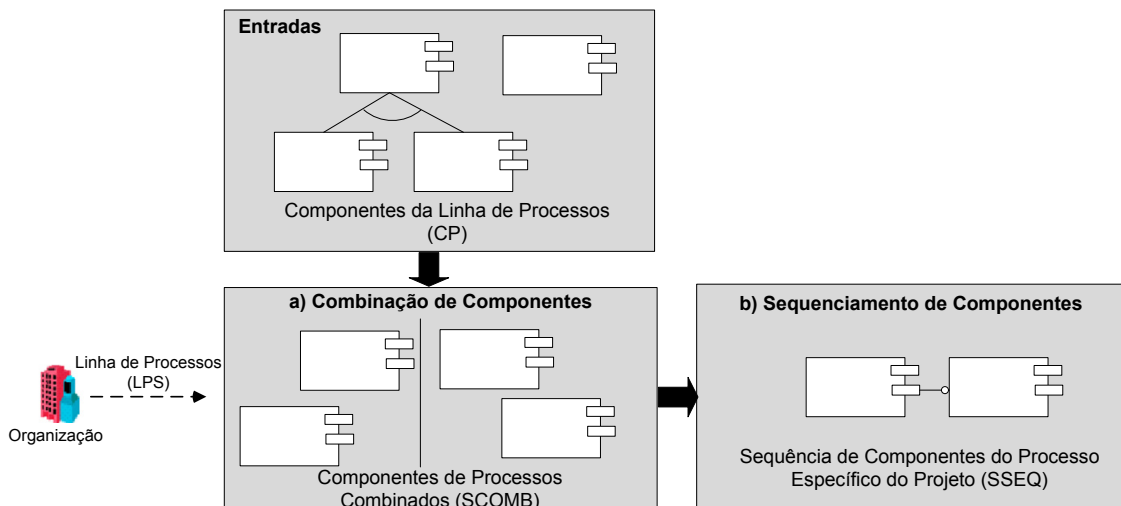 Entradas
Componentes da Linha de Processos
(CP)
a) Combinação de Componentes
b) Sequenciamento de Componentes
Linha de Processos
(LPS)
Organização
Componentes de Processos
Combinados (SCOMB)
Sequência de Componentes do Processo
Específico do Projeto (SSEQ)